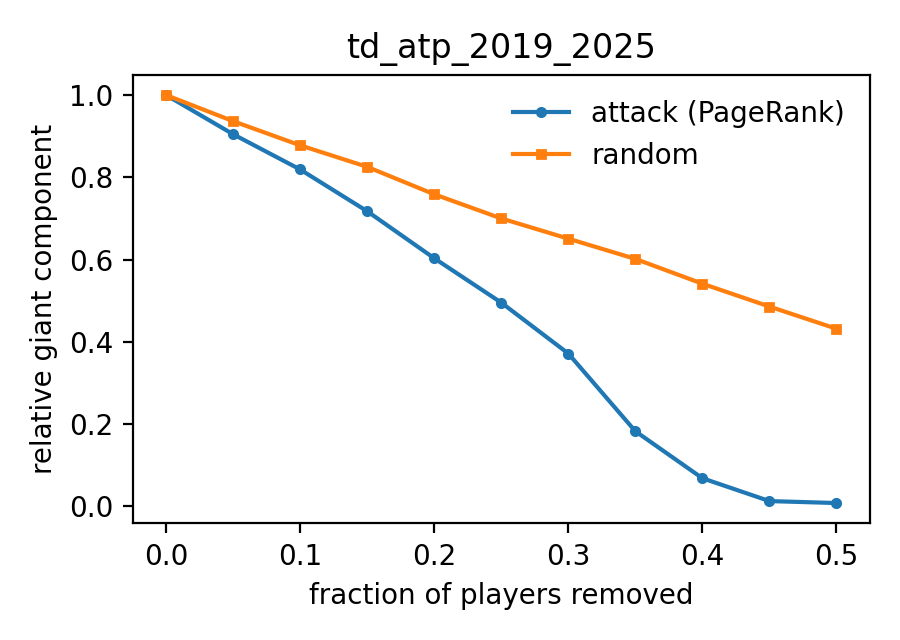 td_atp_2019_2025
attack (PageRank)
random
relative giant component
1.0
0.8
0.6
0.4
0.2
0.0
0.0 0.1 0.2 0.3 0.4 0.5
fraction of players removed